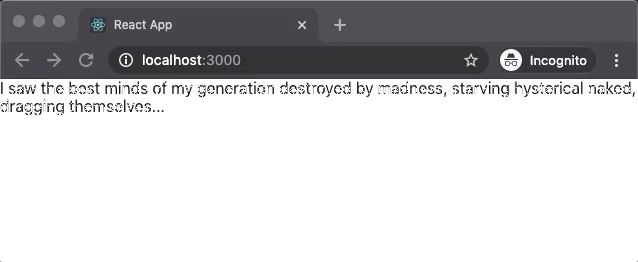 React App
localhost:3000
Incognito
I saw the best minds of my generation destroyed by madness, starving hysterical naked,
dragging themselves...